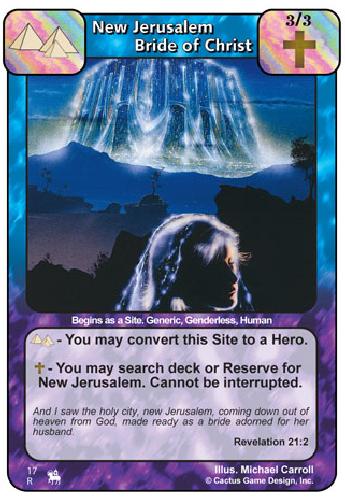 New Jerusalem
Bride of Christ
3/3
Begins as a Site. Generic, Genderless, Human
- You may convert this Site to a Hero.
- You may search deck or Reserve for
New Jerusalem. Cannot be interrupted.
And I saw the holy city, new Jerusalem, coming down out of
heaven from God, made ready as a bride adorned for her
husband.
Revelation 21:2
17
R
Illus. Michael Carroll
© Cactus Game Design, Inc.